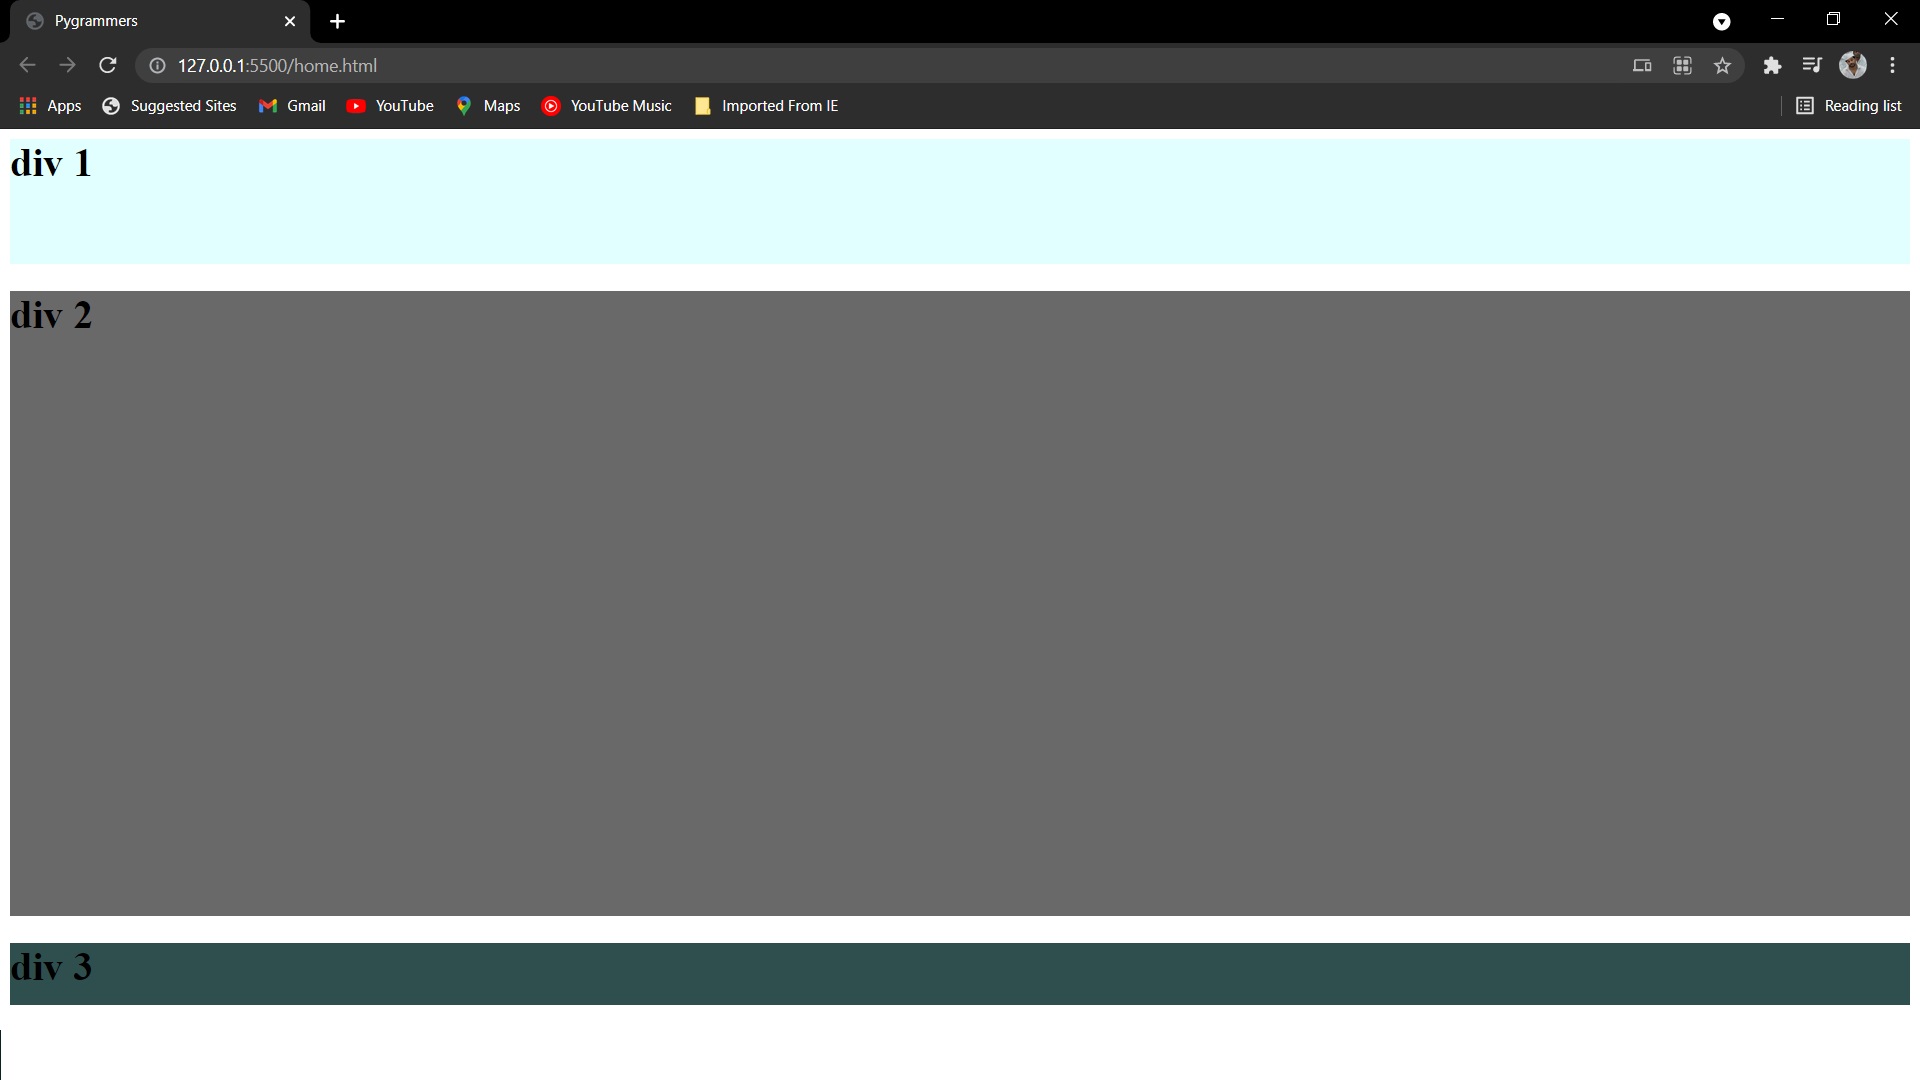 Pygrammers
127.0.0.1:5500/home.html
Apps Suggested Sites Gmail YouTube Maps YouTube Music Imported From IE Reading list
div 1
div 2
div 3